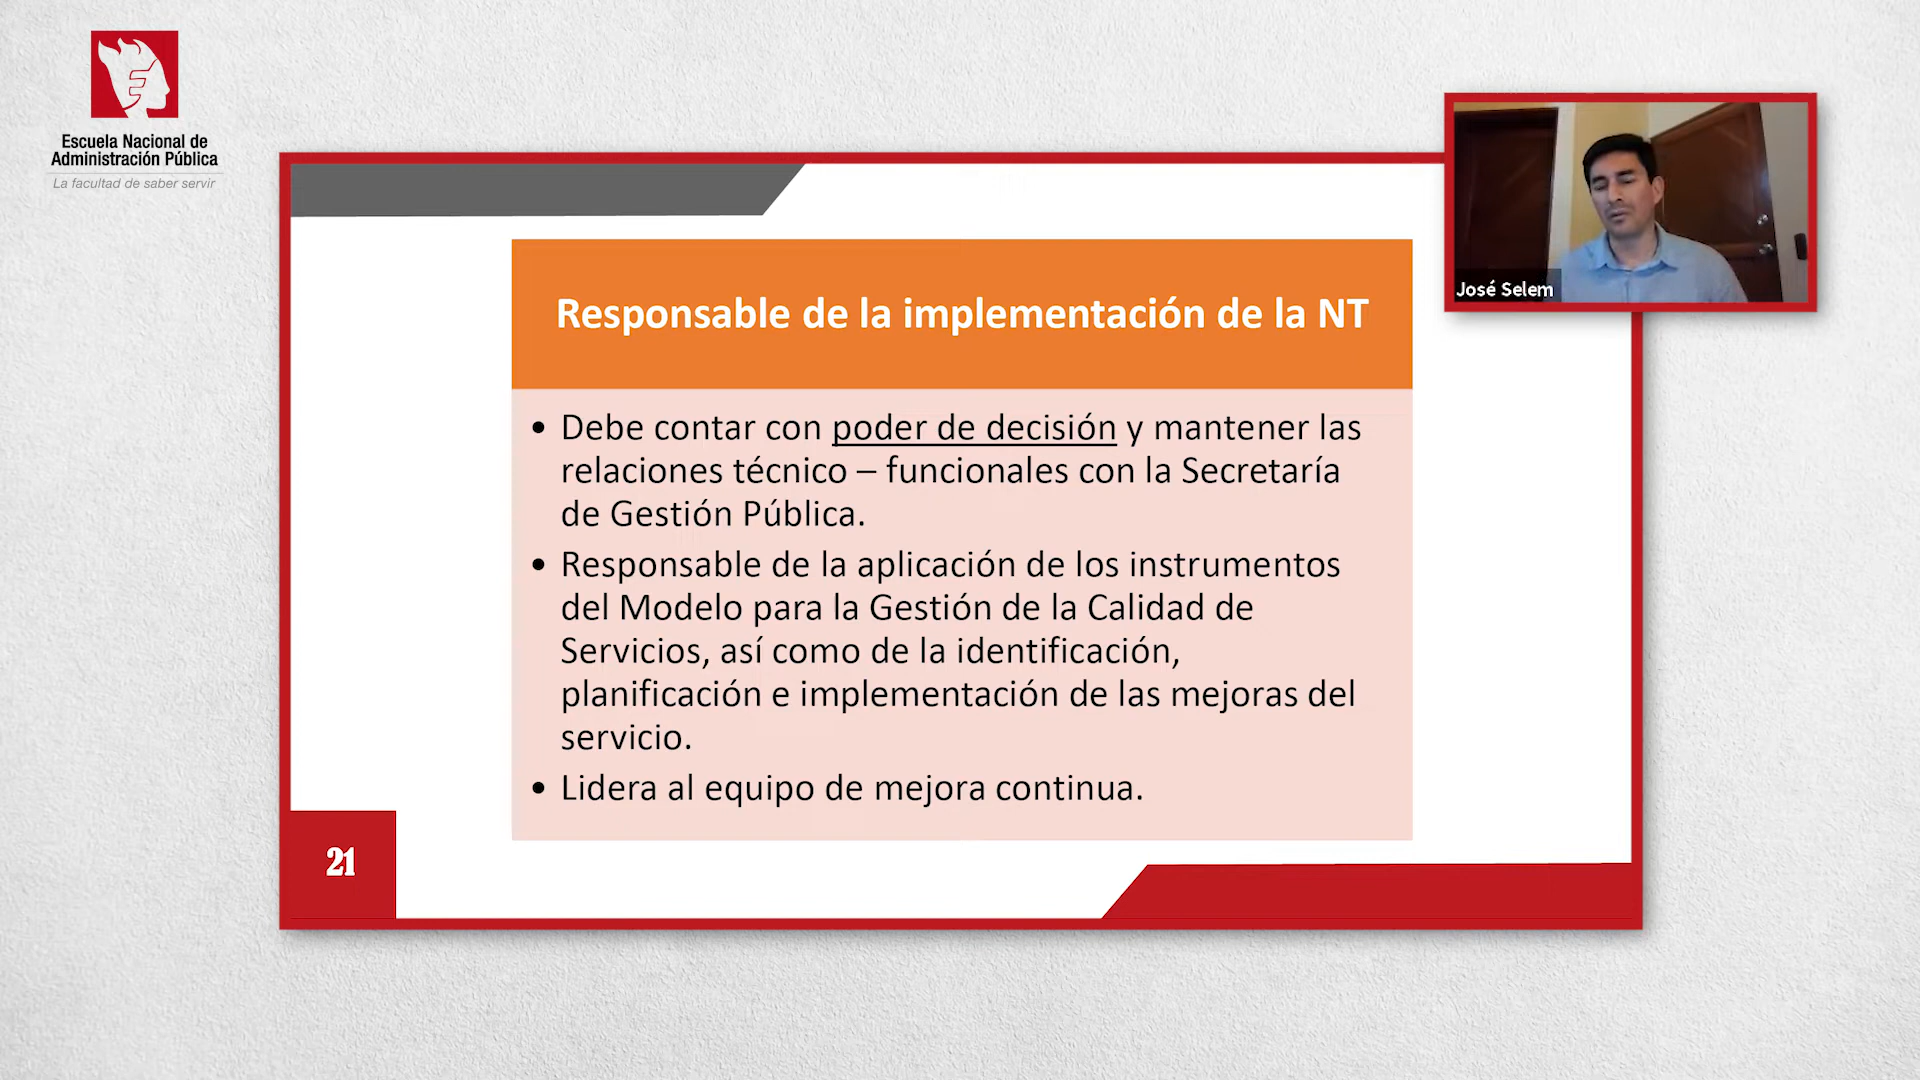 Escuela Nacional de
Administración Pública
La facultad de saber servir
José Selem
Responsable de la implementación de la NT
• Debe contar con poder de decisión y mantener las
relaciones técnico – funcionales con la Secretaría
de Gestión Pública.
• Responsable de la aplicación de los instrumentos
del Modelo para la Gestión de la Calidad de
Servicios, así como de la identificación,
planificación e implementación de las mejoras del
servicio.
• Lidera al equipo de mejora continua.
21